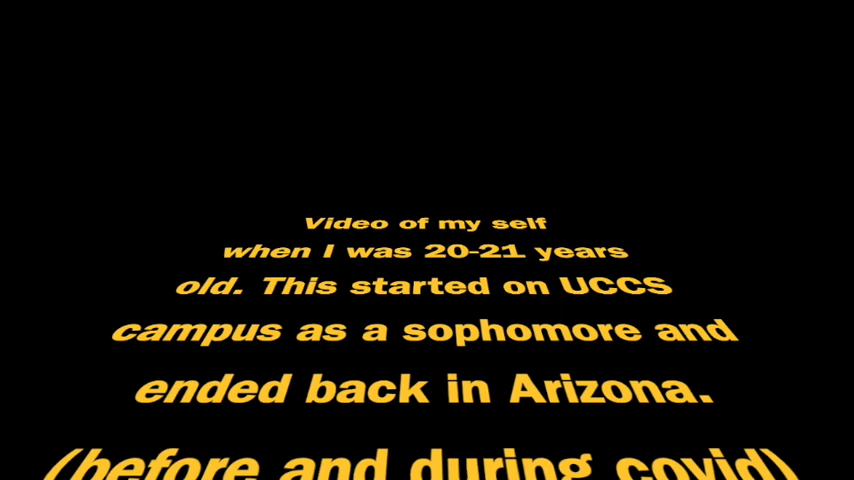 Video of my self
when I was 20-21 years
old. This started on UCCS
campus as a sophomore and
ended back in Arizona.
(before and during covid)